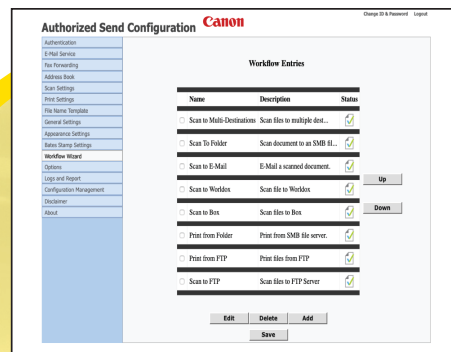 Change ID & Password Logout
Authorized Send Configuration Canon
Authentication
E-Mail Service
Fax Forwarding
Address Book
Scan Settings
Print Settings
File Name Template
General Settings
Appearance Settings
Bates Stamp Settings
Workflow Wizard
Options
Logs and Report
Configuration Management
Disclaimer
About
Workflow Entries
Name Description Status
Scan to Multi-Destinations Scan files to multiple dest...
Scan To Folder Scan document to an SMB fil...
Scan to E-Mail E-Mail a scanned document.
Scan to Worldox Scan file to Worldox
Scan to Box Scan files to Box
Print from Folder Print from SMB file server.
Print from FTP Print files from FTP
Scan to FTP Scan files to FTP Server
Up
Down
Edit Delete Add
Save